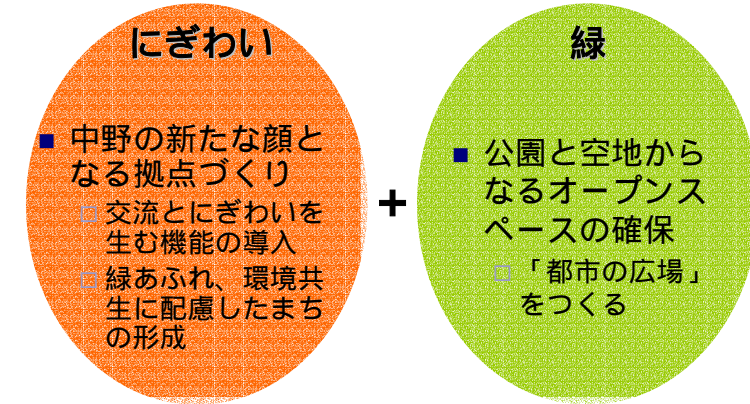 にぎわい
中野の新たな顔と
なる拠点づくり
交流とにぎわいを
生む機能の導入
緑あふれ、環境共
生に配慮したまち
の形成
+
緑
公園と空地から
なるオープンス
ペースの確保
「都市の広場」
をつくる